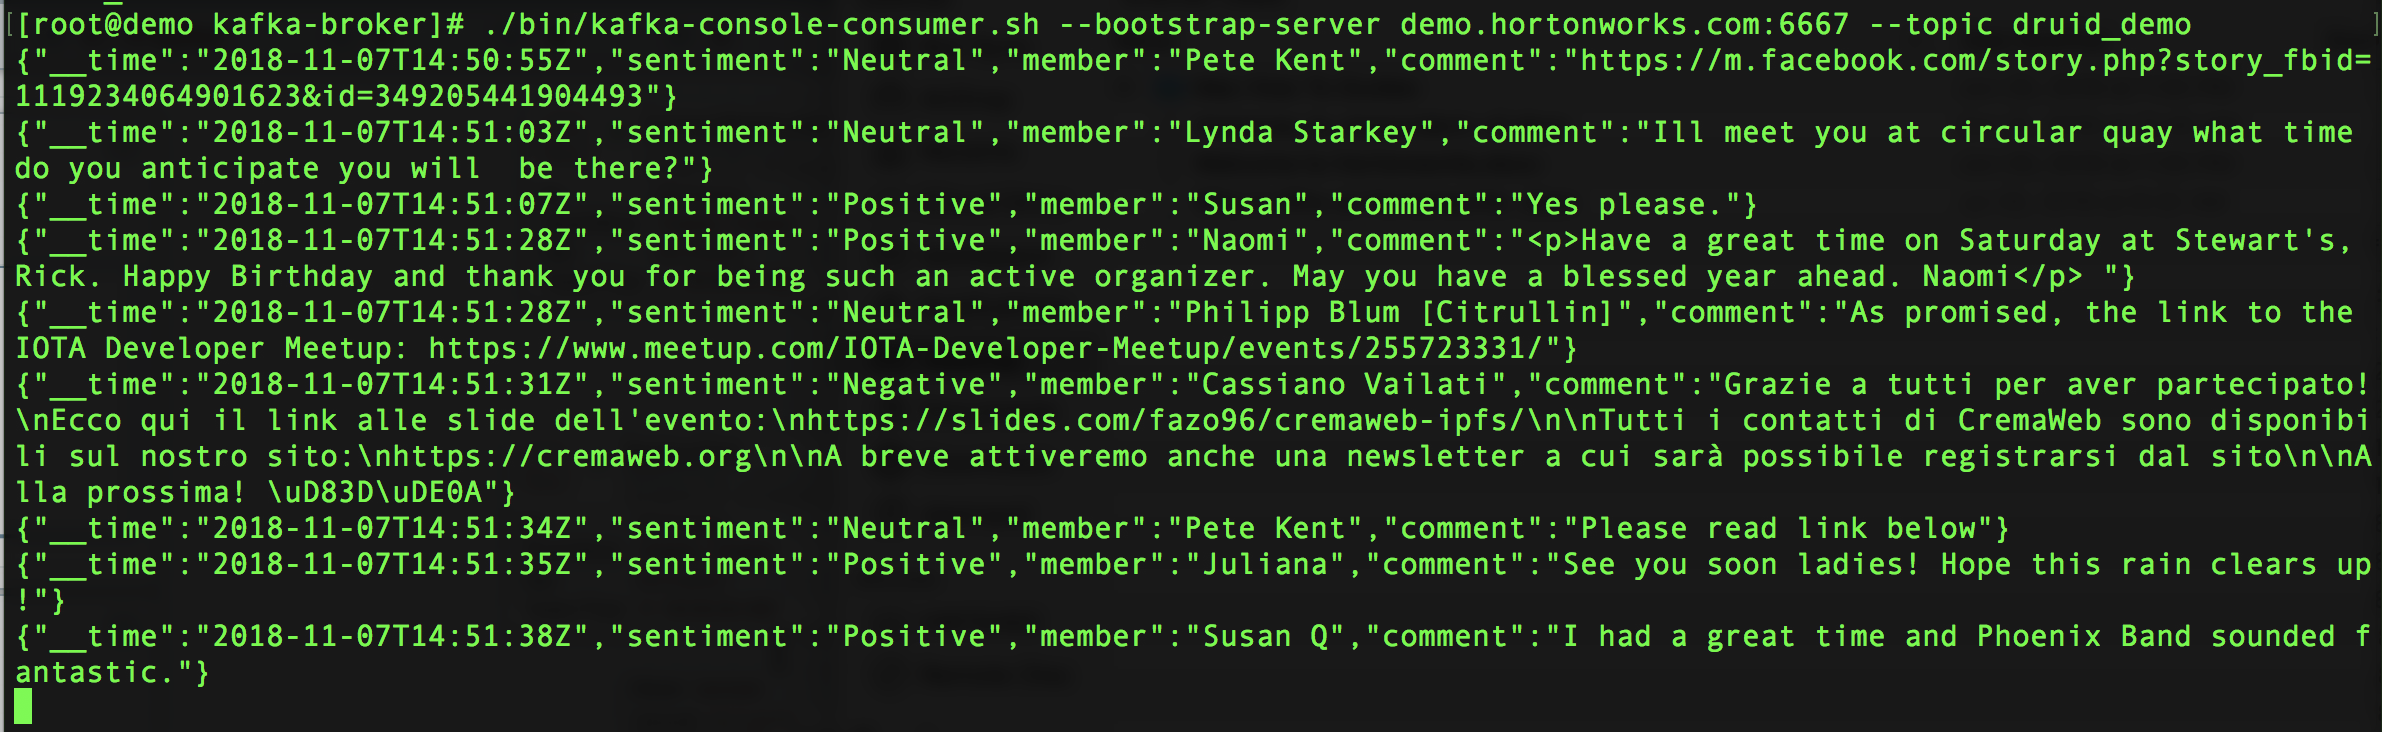 [[root@demo kafka-broker]# ./bin/kafka-console-consumer.sh --bootstrap-server demo.hortonworks.com:6667 --topic druid_demo ]
{"__time":"2018-11-07T14:50:55Z","sentiment":"Neutral","member":"Pete Kent","comment":"https://m.facebook.com/story.php?story_fbid=
1119234064901623&id=349205441904493"}
{"__time":"2018-11-07T14:51:03Z","sentiment":"Neutral","member":"Lynda Starkey","comment":"Ill meet you at circular quay what time
do you anticipate you will  be there?"}
{"__time":"2018-11-07T14:51:07Z","sentiment":"Positive","member":"Susan","comment":"Yes please."}
{"__time":"2018-11-07T14:51:28Z","sentiment":"Positive","member":"Naomi","comment":"<p>Have a great time on Saturday at Stewart's,
Rick. Happy Birthday and thank you for being such an active organizer. May you have a blessed year ahead. Naomi</p> "}
{"__time":"2018-11-07T14:51:28Z","sentiment":"Neutral","member":"Philipp Blum [Citrullin]","comment":"As promised, the link to the
IOTA Developer Meetup: https://www.meetup.com/IOTA-Developer-Meetup/events/255723331/"}
{"__time":"2018-11-07T14:51:31Z","sentiment":"Negative","member":"Cassiano Vailati","comment":"Grazie a tutti per aver partecipato!
\nEcco qui il link alle slide dell'evento:\nhttps://slides.com/fazo96/cremaweb-ipfs/\n\nTutti i contatti di CremaWeb sono disponibi
li sul nostro sito:\nhttps://cremaweb.org\n\nA breve attiveremo anche una newsletter a cui sarà possibile registrarsi dal sito\n\nA
lla prossima! \uD83D\uDE0A"}
{"__time":"2018-11-07T14:51:34Z","sentiment":"Neutral","member":"Pete Kent","comment":"Please read link below"}
{"__time":"2018-11-07T14:51:35Z","sentiment":"Positive","member":"Juliana","comment":"See you soon ladies! Hope this rain clears up
!"}
{"__time":"2018-11-07T14:51:38Z","sentiment":"Positive","member":"Susan Q","comment":"I had a great time and Phoenix Band sounded f
antastic."}